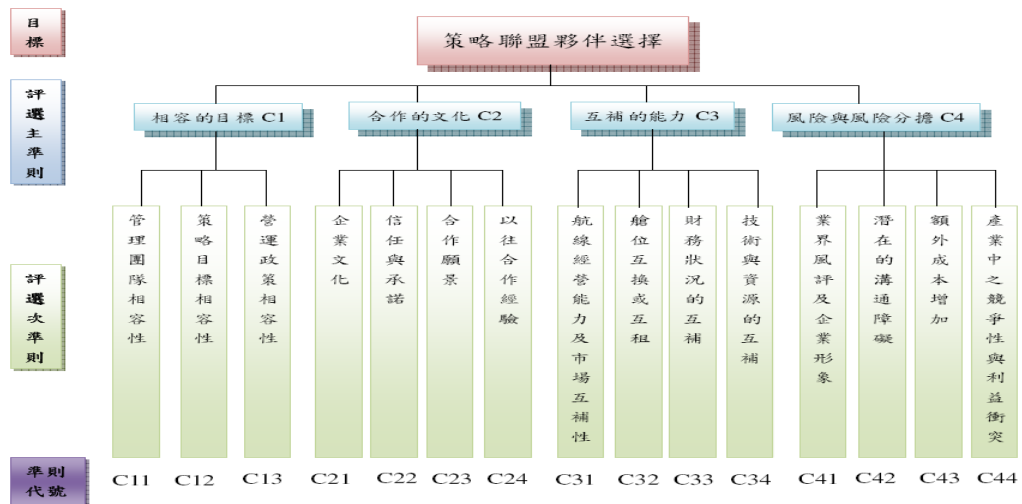 目標
策略聯盟夥伴選擇
評選主準則
相容的目標 C1
合作的文化 C2
互補的能力 C3
風險與風險分擔 C4
評選次準則
管理團隊相容性
策略目標相容性
營運政策相容性
企業文化
信任與承諾
合作願景
以往合作經驗
航線經營能力及市場互補性
艙位互換或互租
財務狀況的互補
技術與資源的互補
業界風評及企業形象
潛在的溝通障礙
額外成本增加
產業中之競爭性與利益衝突
準則
代號
C11 C12 C13 C21 C22 C23 C24 C31 C32 C33 C34 C41 C42 C43 C44